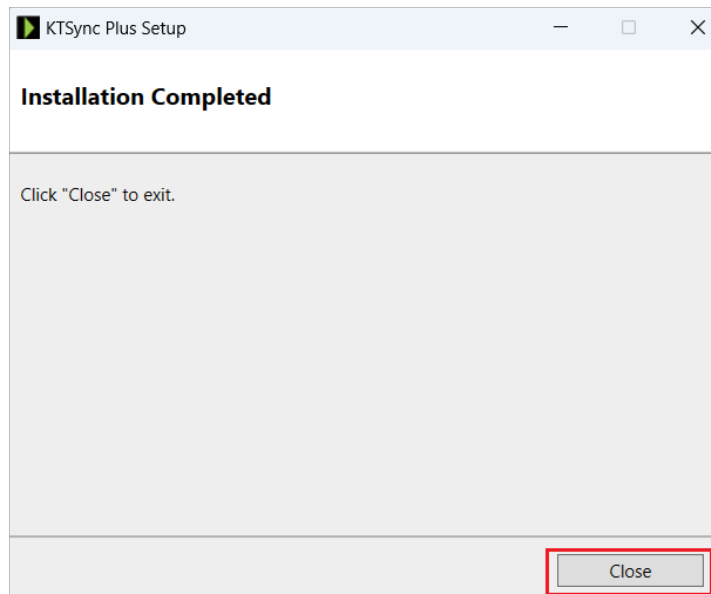 KTSync Plus Setup
Installation Completed
Click "Close" to exit.
Close